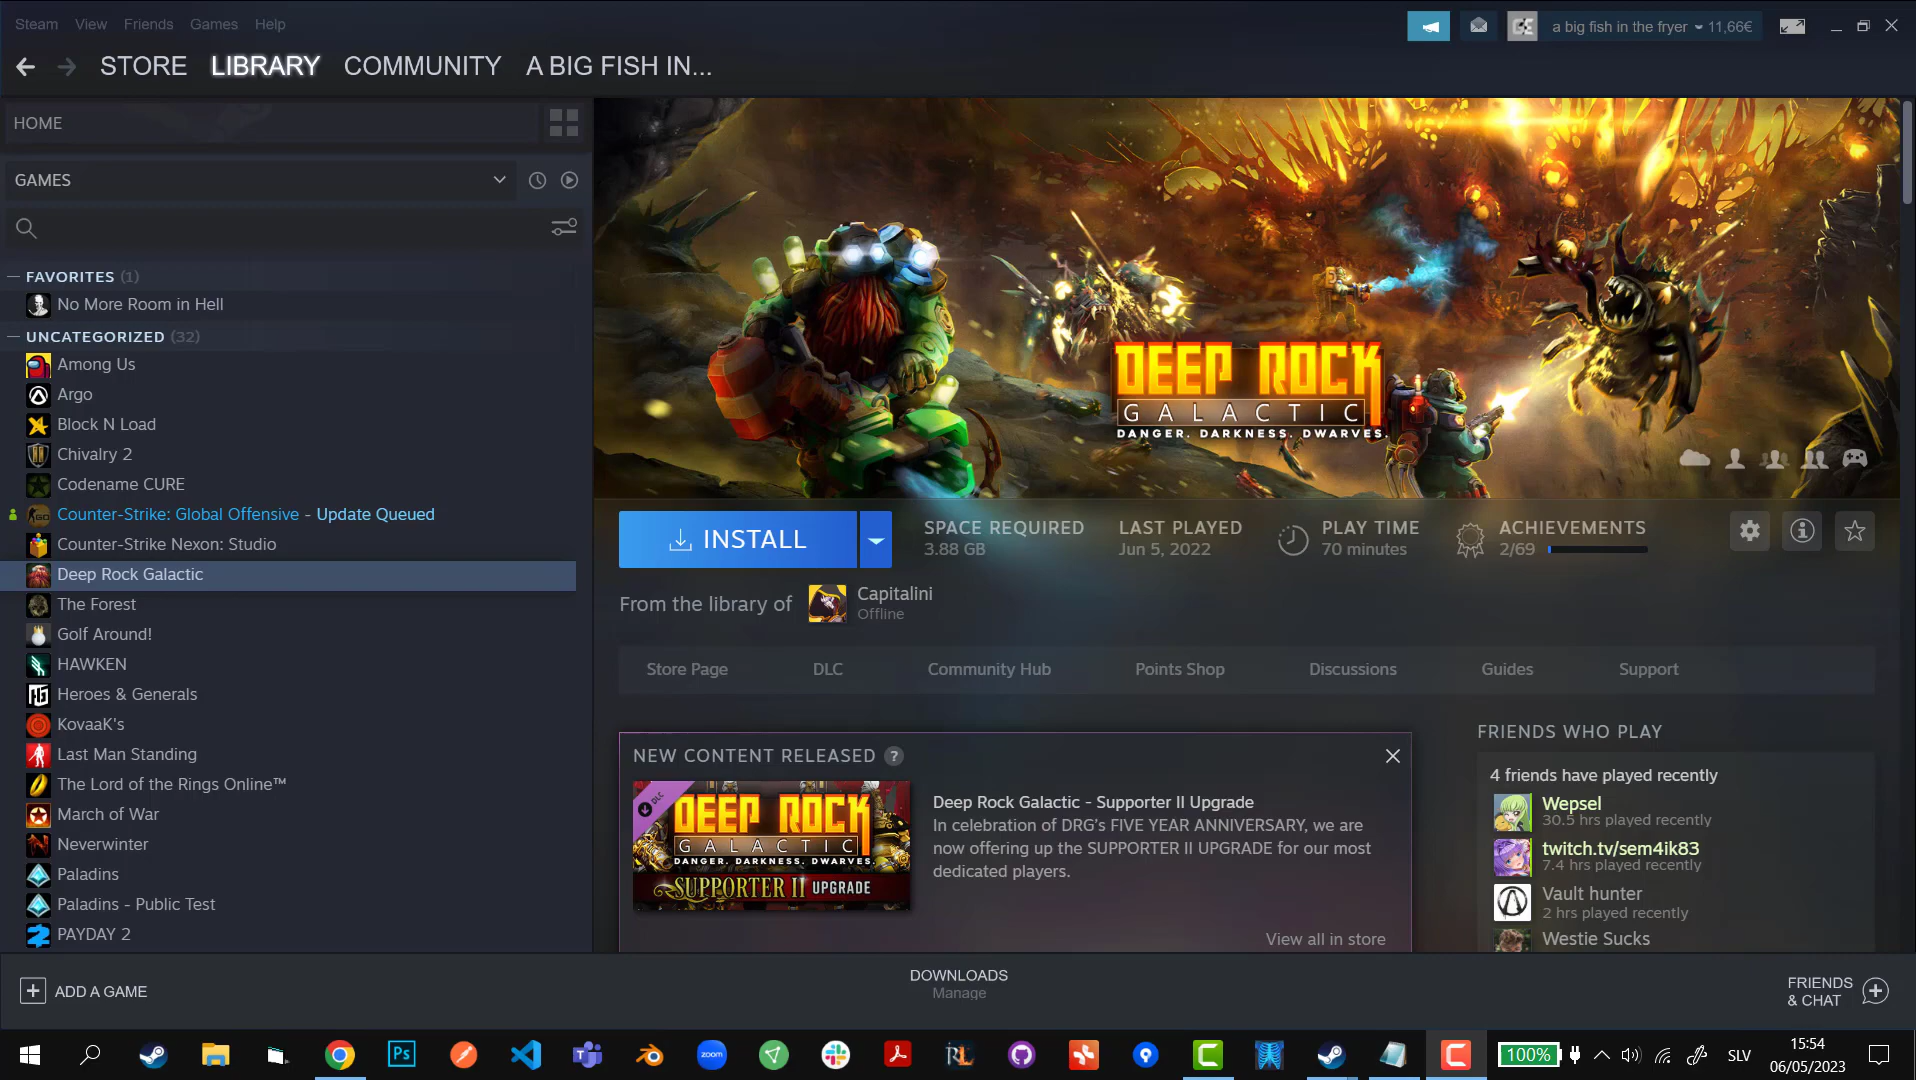 Steam View Friends Games Help
a big fish in the fryer 11,66€
STORE LIBRARY COMMUNITY A BIG FISH IN...
HOME
GAMES
FAVORITES (1)
No More Room in Hell
UNCATEGORIZED (32)
Among Us
Argo
Block N Load
Chivalry 2
Codename CURE
Counter-Strike: Global Offensive - Update Queued
Counter-Strike Nexon: Studio
Deep Rock Galactic
The Forest
Golf Around!
HAWKEN
Heroes & Generals
KovaaK's
Last Man Standing
The Lord of the Rings Online™
March of War
Neverwinter
Paladins
Paladins - Public Test
PAYDAY 2
DEEP ROCK
GALACTIC
DANGER. DARKNESS. DWARVES.
INSTALL
SPACE REQUIRED
3.88 GB
LAST PLAYED
Jun 5, 2022
PLAY TIME
70 minutes
ACHIEVEMENTS
2/69
From the library of
Capitalini
Offline
Store Page DLC Community Hub Points Shop Discussions Guides Support
NEW CONTENT RELEASED ?
DLC
DEEP ROCK
GALACTIC
DANGER. DARKNESS. DWARVES.
SUPPORTER II UPGRADE
Deep Rock Galactic - Supporter II Upgrade
In celebration of DRG's FIVE YEAR ANNIVERSARY, we are
now offering up the SUPPORTER II UPGRADE for our most
dedicated players.
View all in store
FRIENDS WHO PLAY
4 friends have played recently
Wepsel
30.5 hrs played recently
twitch.tv/sem4ik83
7.4 hrs played recently
Vault hunter
2 hrs played recently
Westie Sucks
ADD A GAME
DOWNLOADS
Manage
FRIENDS
& CHAT
Ps
zoom
RL
100%
SLV
15:54
06/05/2023